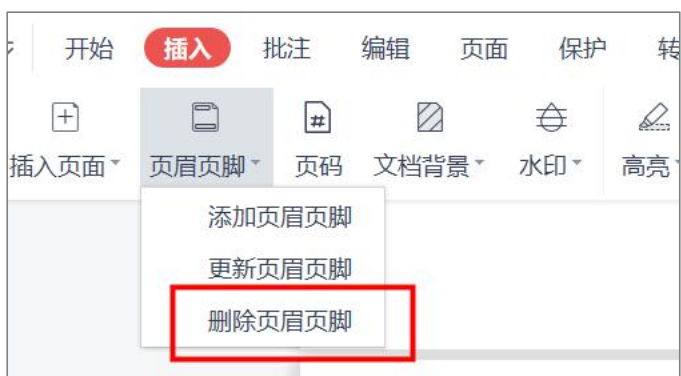 开始 插入 批注 编辑 页面 保护 转
插入页面 页眉页脚 页码 文档背景 水印 高亮
添加页眉页脚
更新页眉页脚
删除页眉页脚